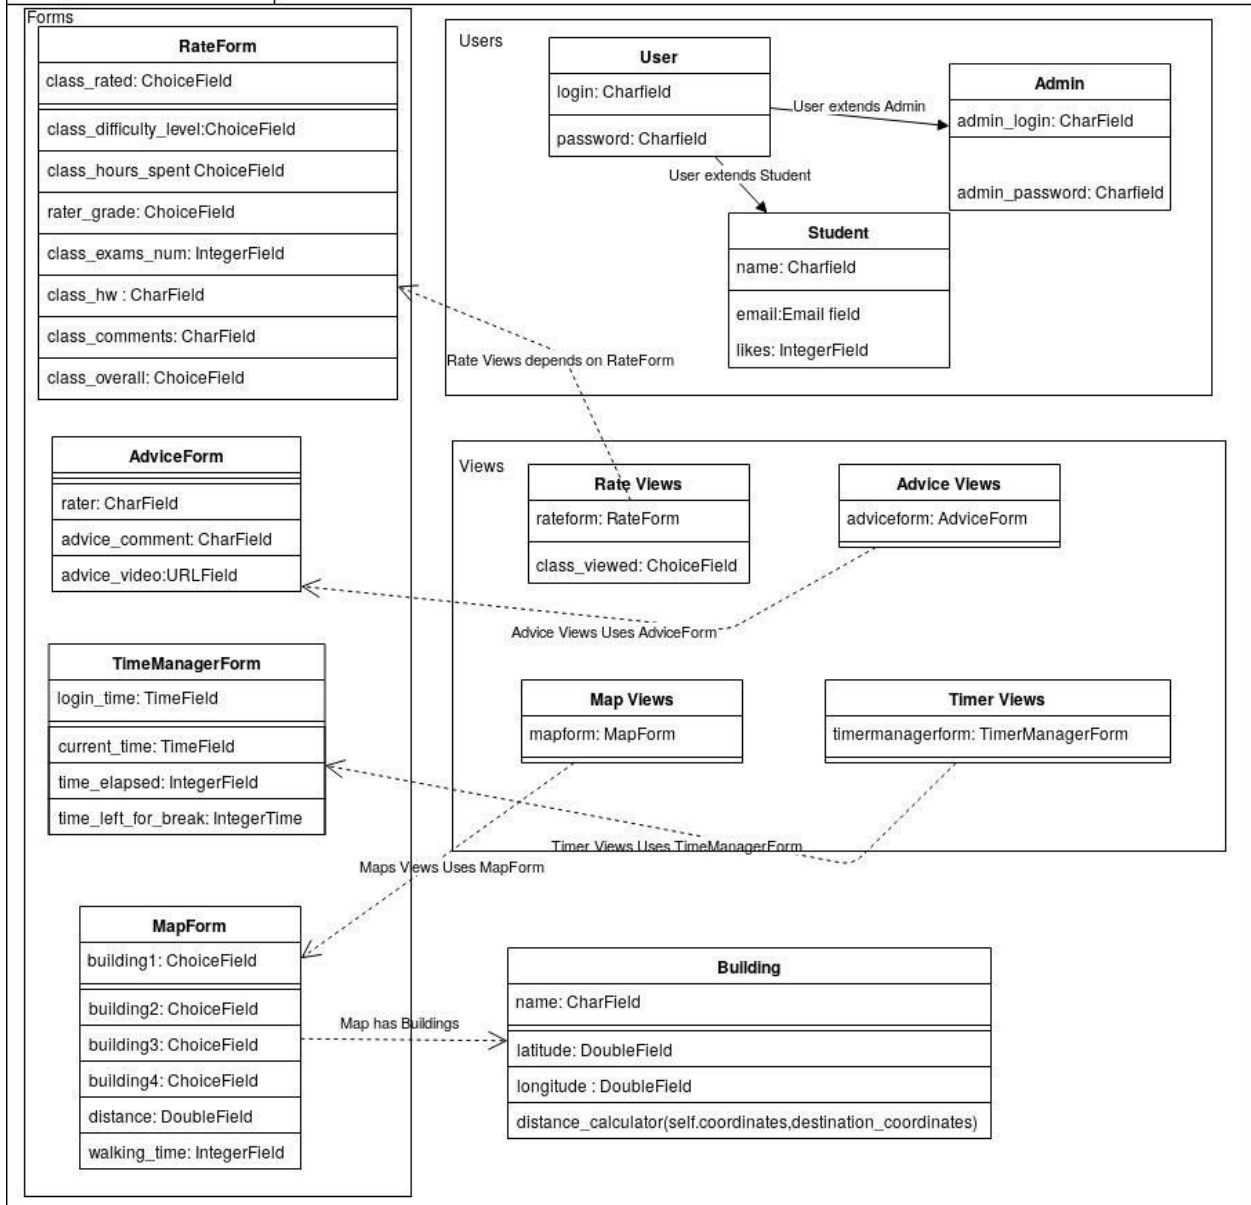 Forms
RateForm
class_rated: ChoiceField
class_difficulty_level:ChoiceField
class_hours_spent ChoiceField
rater_grade: ChoiceField
class_exams_num: IntegerField
class_hw : CharField
class_comments: CharField
class_overall: ChoiceField
AdviceForm
rater: CharField
advice_comment: CharField
advice_video:URLField
TimeManagerForm
login_time: TimeField
current_time: TimeField
time_elapsed: IntegerField
time_left_for_break: IntegerTime
MapForm
building1: ChoiceField
building2: ChoiceField
building3: ChoiceField
building4: ChoiceField
distance: DoubleField
walking_time: IntegerField
Users
User
login: Charfield
password: Charfield
User extends Admin
Admin
admin_login: CharField
admin_password: Charfield
User extends Student
Student
name: Charfield
email:Email field
likes: IntegerField
Rate Views depends on RateForm
Views
Rate Views
rateform: RateForm
class_viewed: ChoiceField
Advice Views
adviceform: AdviceForm
Advice Views Uses AdviceForm
Map Views
mapform: MapForm
Timer Views
timermanagerform: TimerManagerForm
Timer Views Uses TimeManagerForm
Maps Views Uses MapForm
Map has Buildings
Building
name: CharField
latitude: DoubleField
longitude : DoubleField
distance_calculator(self.coordinates,destination_coordinates)